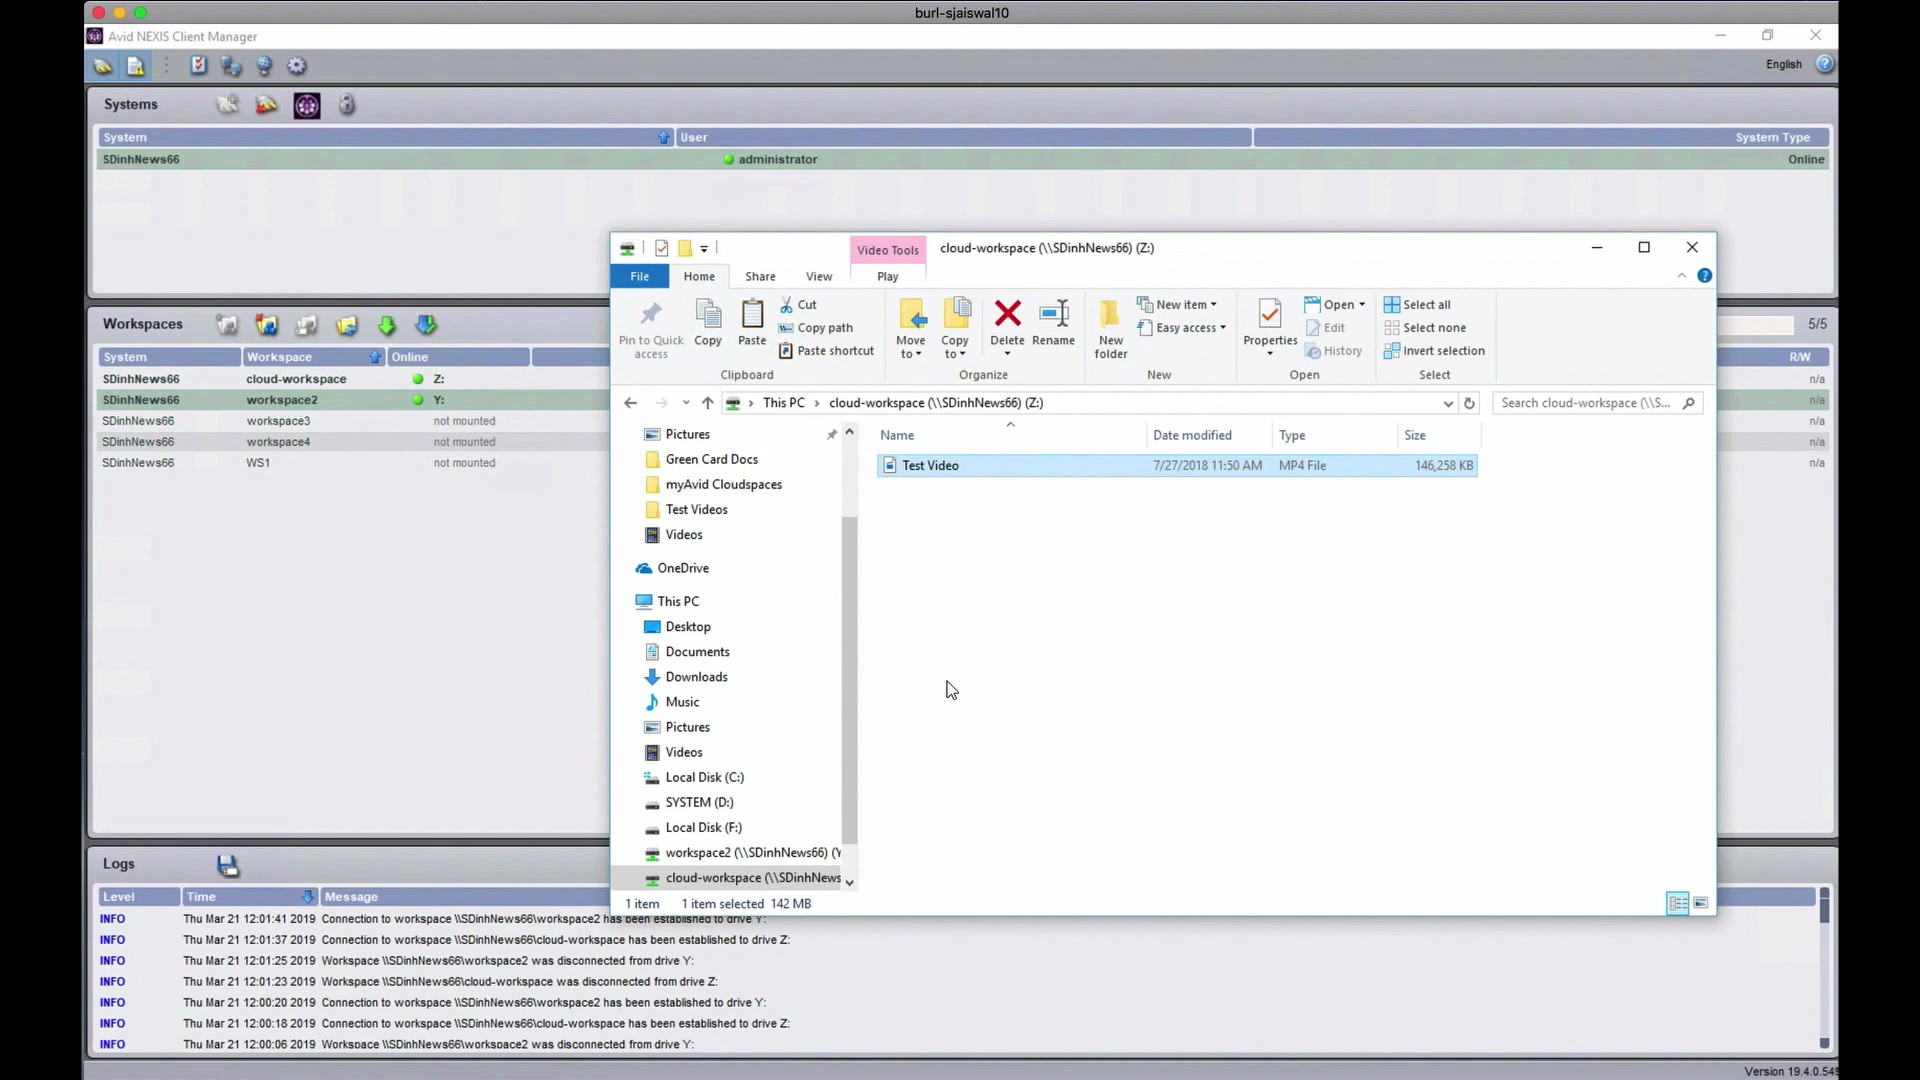 burl-sjaiswal10
Avid NEXIS Client Manager
English
Systems
System User System Type
SDinhNews66 administrator Online
Workspaces 5/5
System Workspace Online R/W
SDinhNews66 cloud-workspace Z: n/a
SDinhNews66 workspace2 Y: n/a
SDinhNews66 workspace3 not mounted n/a
SDinhNews66 workspace4 not mounted n/a
SDinhNews66 WS1 not mounted n/a
Video Tools cloud-workspace (\\SDinhNews66) (Z:)
File Home Share View Play
Pin to Quick access
Copy
Paste
Cut
Copy path
Paste shortcut
Clipboard
Move to
Copy to
Delete
Rename
Organize
New folder
New item
Easy access
New
Properties
Open
Edit
History
Open
Select all
Select none
Invert selection
Select
This PC > cloud-workspace (\\SDinhNews66) (Z:)
Search cloud-workspace (\\S...
Pictures
Green Card Docs
myAvid Cloudspaces
Test Videos
Videos
OneDrive
This PC
Desktop
Documents
Downloads
Music
Pictures
Videos
Local Disk (C:)
SYSTEM (D:)
Local Disk (F:)
workspace2 (\\SDinhNews66) (Y
cloud-workspace (\\SDinhNews
Name Date modified Type Size
Test Video 7/27/2018 11:50 AM MP4 File 146,258 KB
1 item 1 item selected 142 MB
Logs
Level Time Message
INFO Thu Mar 21 12:01:41 2019 Connection to workspace \\SDinhNews66\workspace2 has been established to drive Y:
INFO Thu Mar 21 12:01:37 2019 Connection to workspace \\SDinhNews66\cloud-workspace has been established to drive Z:
INFO Thu Mar 21 12:01:25 2019 Workspace \\SDinhNews66\workspace2 was disconnected from drive Y:
INFO Thu Mar 21 12:01:23 2019 Workspace \\SDinhNews66\cloud-workspace was disconnected from drive Z:
INFO Thu Mar 21 12:00:20 2019 Connection to workspace \\SDinhNews66\workspace2 has been established to drive Y:
INFO Thu Mar 21 12:00:18 2019 Connection to workspace \\SDinhNews66\cloud-workspace has been established to drive Z:
INFO Thu Mar 21 12:00:06 2019 Workspace \\SDinhNews66\workspace2 was disconnected from drive Y:
Version 19.4.0.549